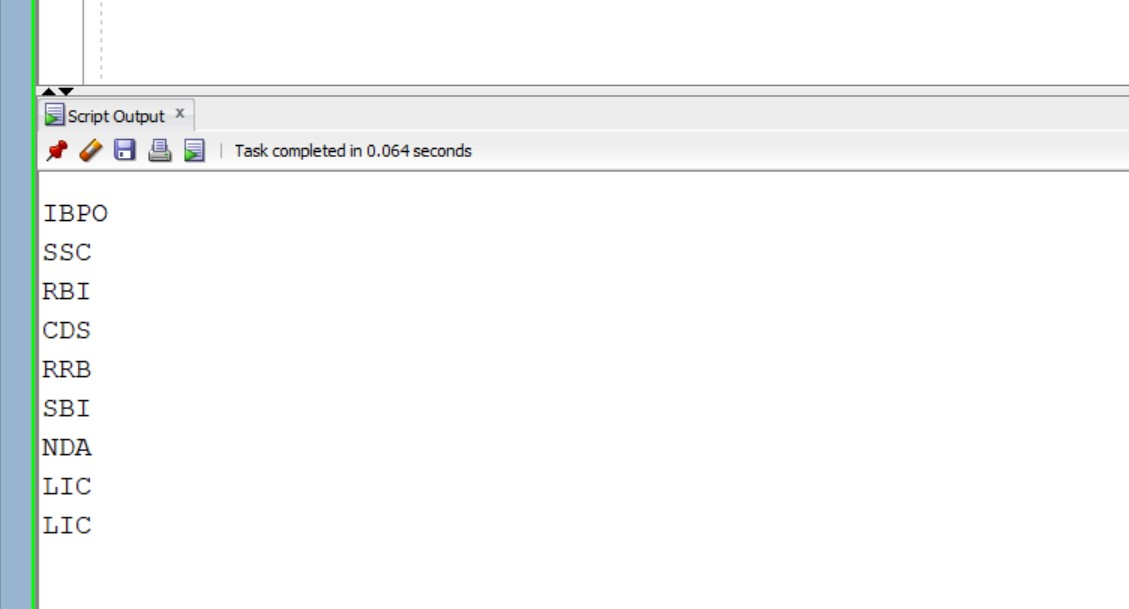 Script Output x
Task completed in 0.064 seconds
IBPO
SSC
RBI
CDS
RRB
SBI
NDA
LIC
LIC